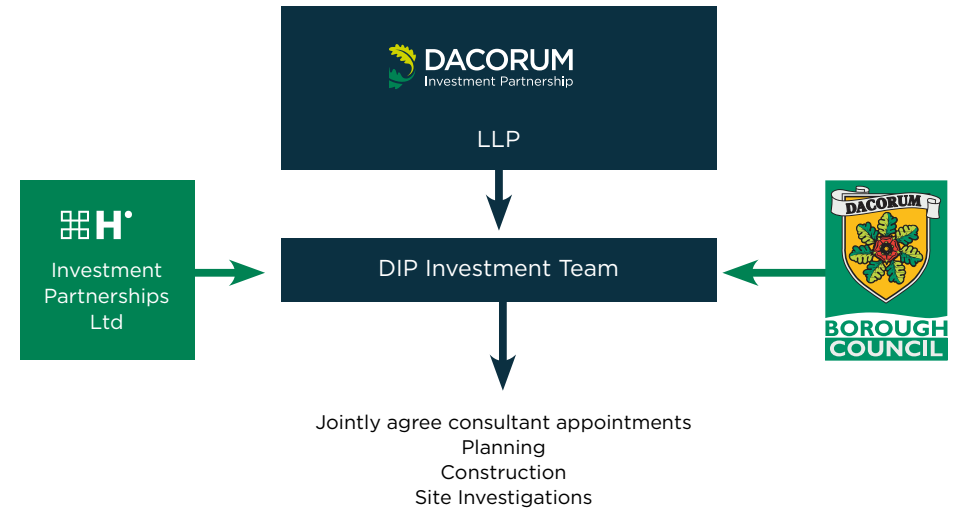 DACORUM
Investment Partnership
LLP
H
Investment
Partnerships
Ltd
DIP Investment Team
DACORUM
BOROUGH
COUNCIL
Jointly agree consultant appointments
Planning
Construction
Site Investigations